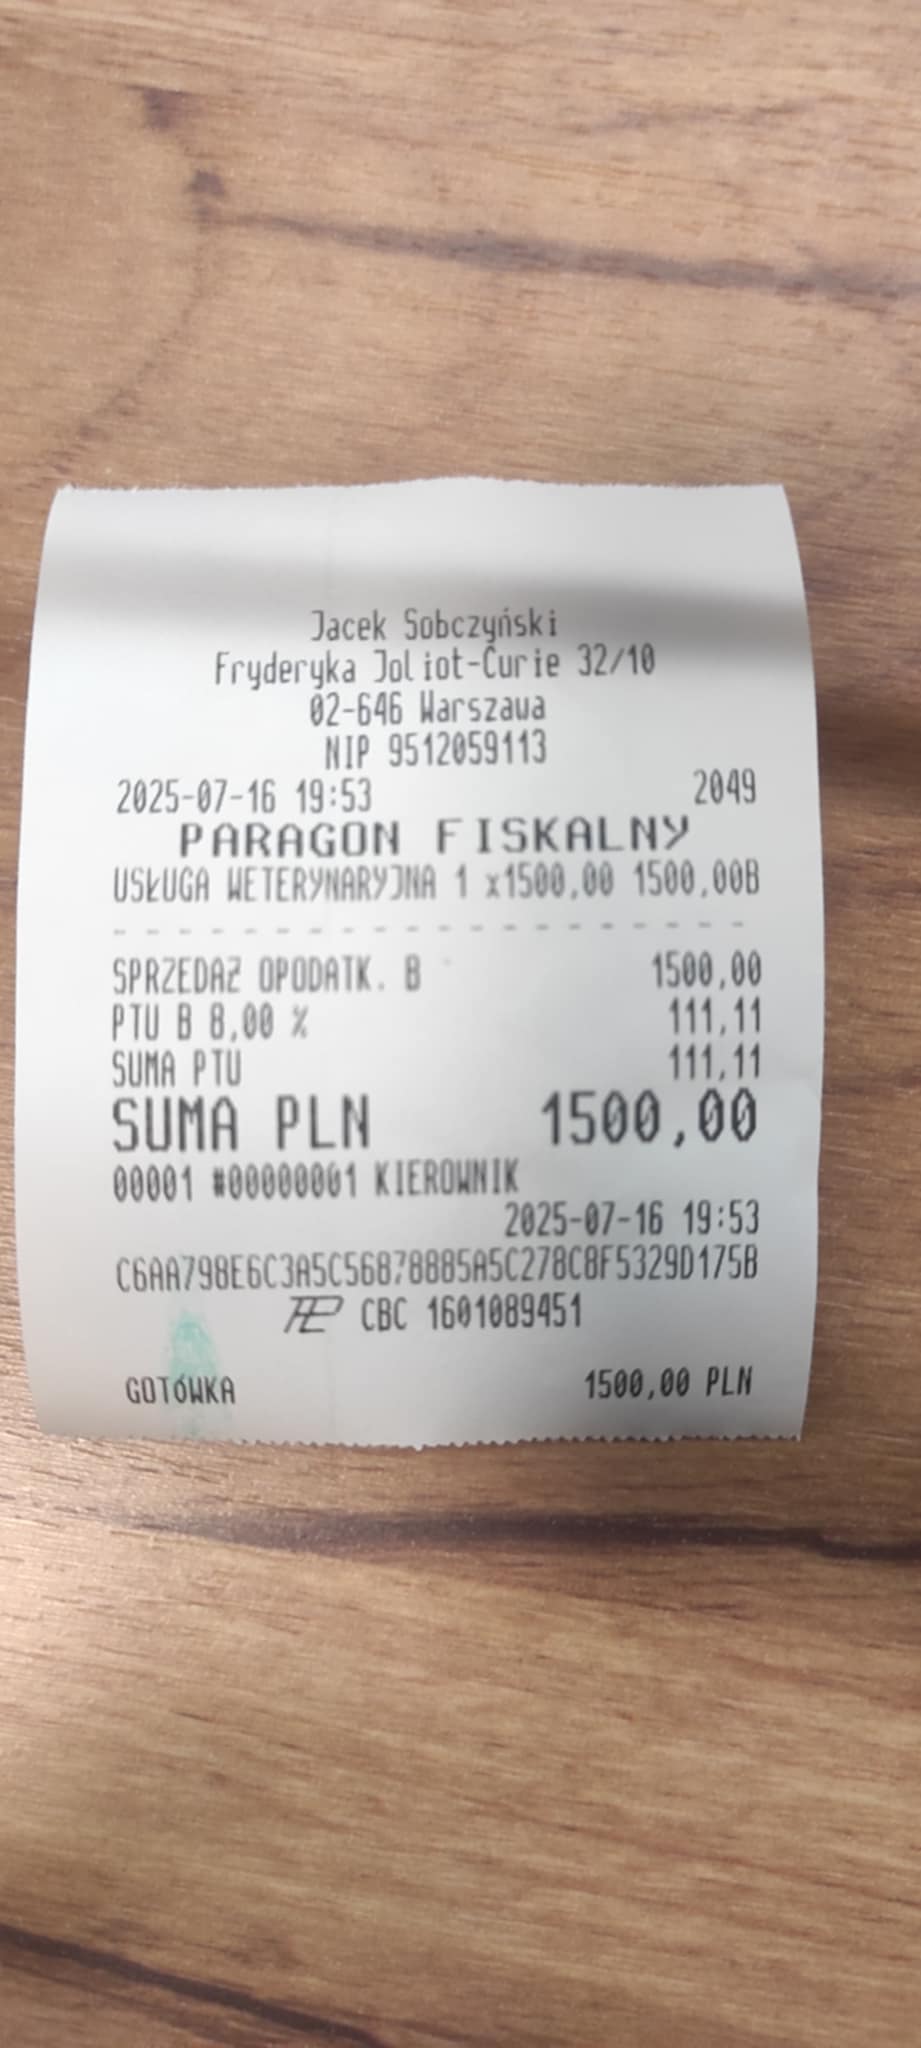 Jacek Sobczyński
Fryderyka Joliot-Curie 32/10
02-646 Warszawa
NIP 9512059113
2025-07-16 19:53 2049
PARAGON FISKALNY
USŁUGA WETERYNARYJNA 1 x1500,00 1500,00B
SPRZEDAŻ OPODATK. B 1500,00
PTU B 8,00 % 111,11
SUMA PTU 111,11
SUMA PLN 1500,00
00001 #00000001 KIEROWNIK
2025-07-16 19:53
CBC 1601089451
GOTÓWKA 1500,00 PLN